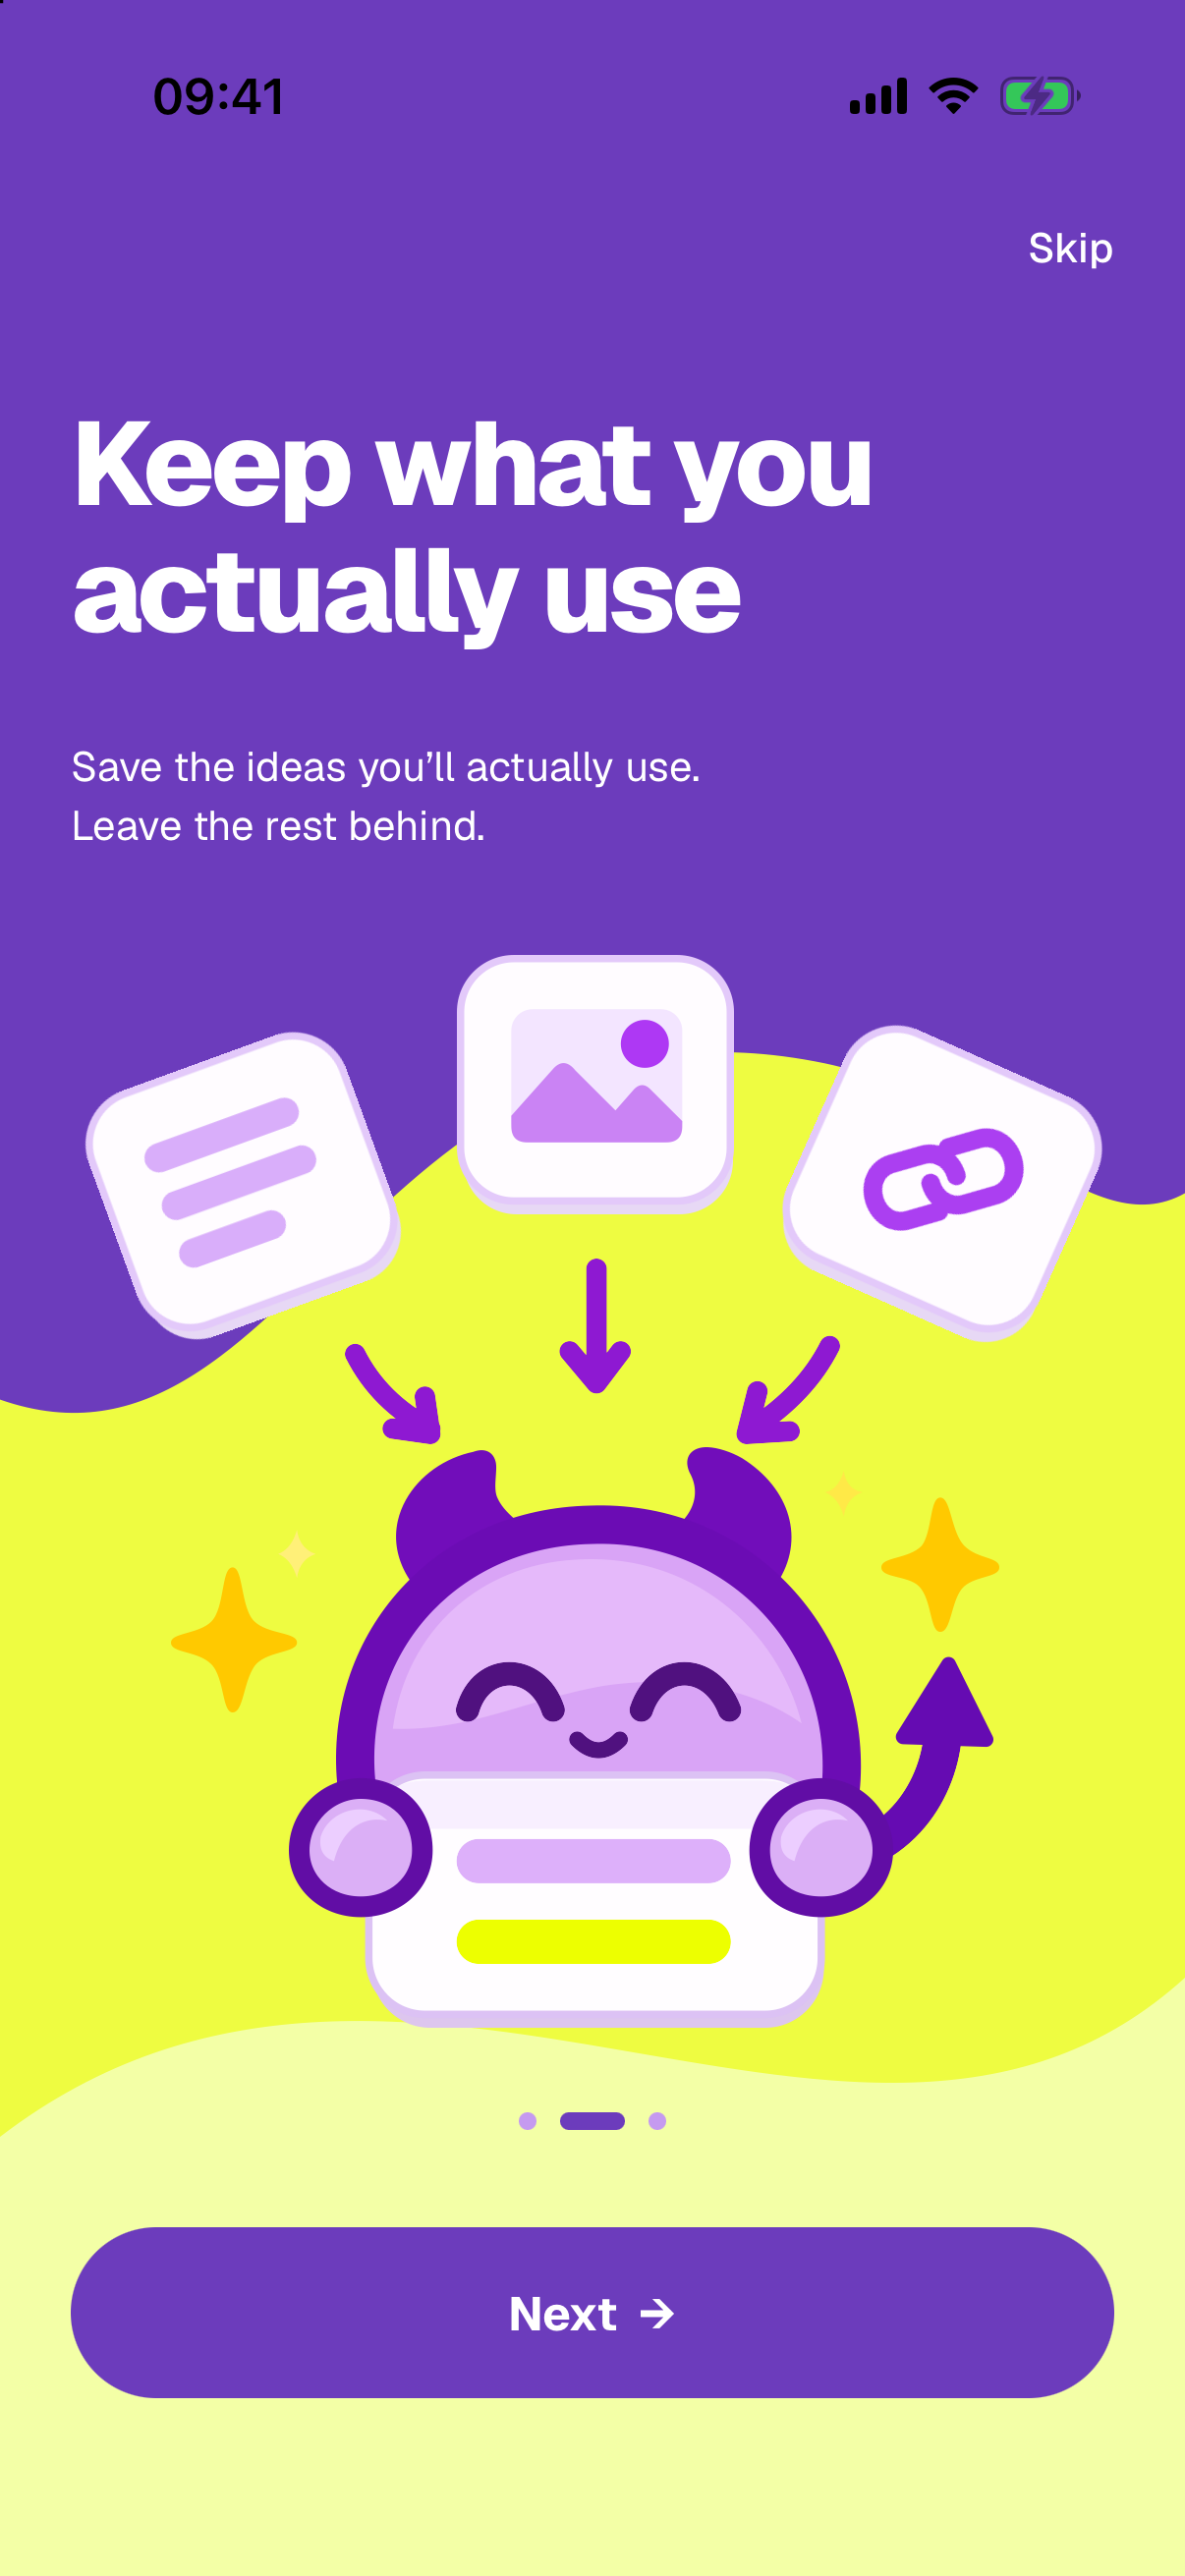 09:41
Skip
Keep what you
actually use
Save the ideas you’ll actually use.
Leave the rest behind.
Next →